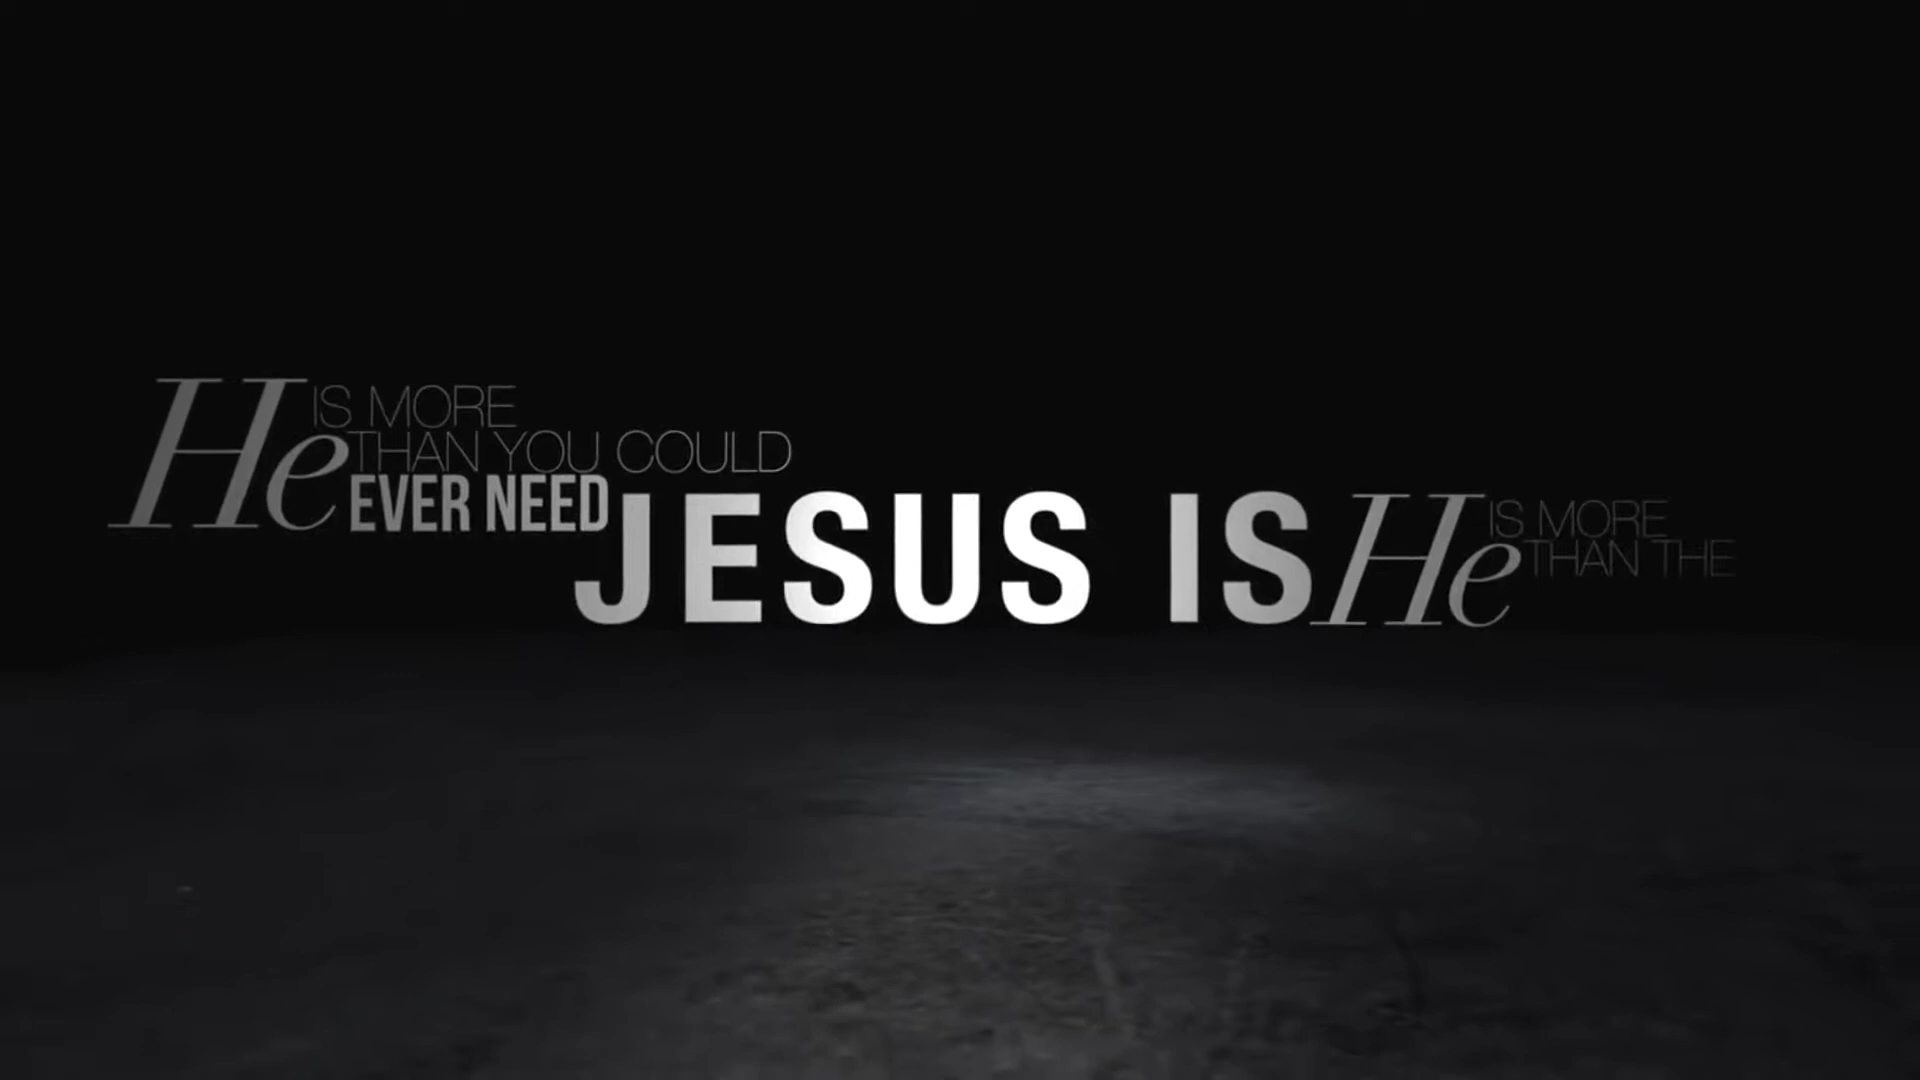 He IS MORE
THAN YOU COULD
EVER NEED
JESUS IS
He IS MORE
THAN THE